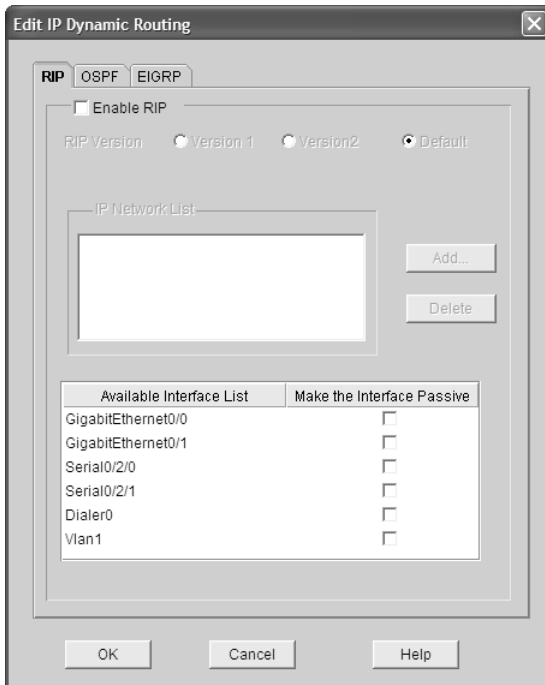 Edit IP Dynamic Routing
RIP OSPF EIGRP
Enable RIP
RIP Version Version 1 Version2 Default
IP Network List
Add...
Delete
Available Interface List Make the Interface Passive
GigabitEthernet0/0
GigabitEthernet0/1
Serial0/2/0
Serial0/2/1
Dialer0
Vlan1
OK Cancel Help